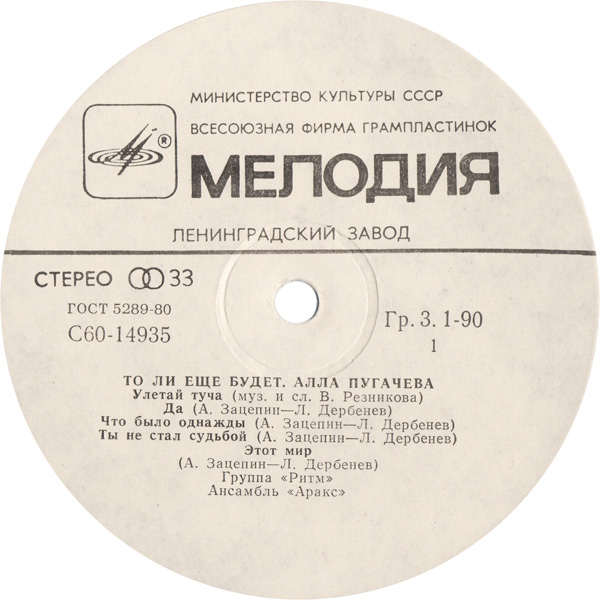 МИНИСТЕРСТВО КУЛЬТУРЫ СССР
ВСЕСОЮЗНАЯ ФИРМА ГРАМПЛАСТИНОК
®
МЕЛОДИЯ
ЛЕНИНГРАДСКИЙ ЗАВОД
СТЕРЕО 33
ГОСТ 5289-80
С60-14935
Гр. 3. 1-90
1
ТО ЛИ ЕЩЕ БУДЕТ. АЛЛА ПУГАЧЕВА
Улетай туча (муз. и сл. В. Резникова)
Да (А. Зацепин—Л. Дербенев)
Что было однажды (А. Зацепин—Л. Дербенев)
Ты не стал судьбой (А. Зацепин—Л. Дербенев)
Этот мир
(А. Зацепин—Л. Дербенев)
Группа «Ритм»
Ансамбль «Аракс»